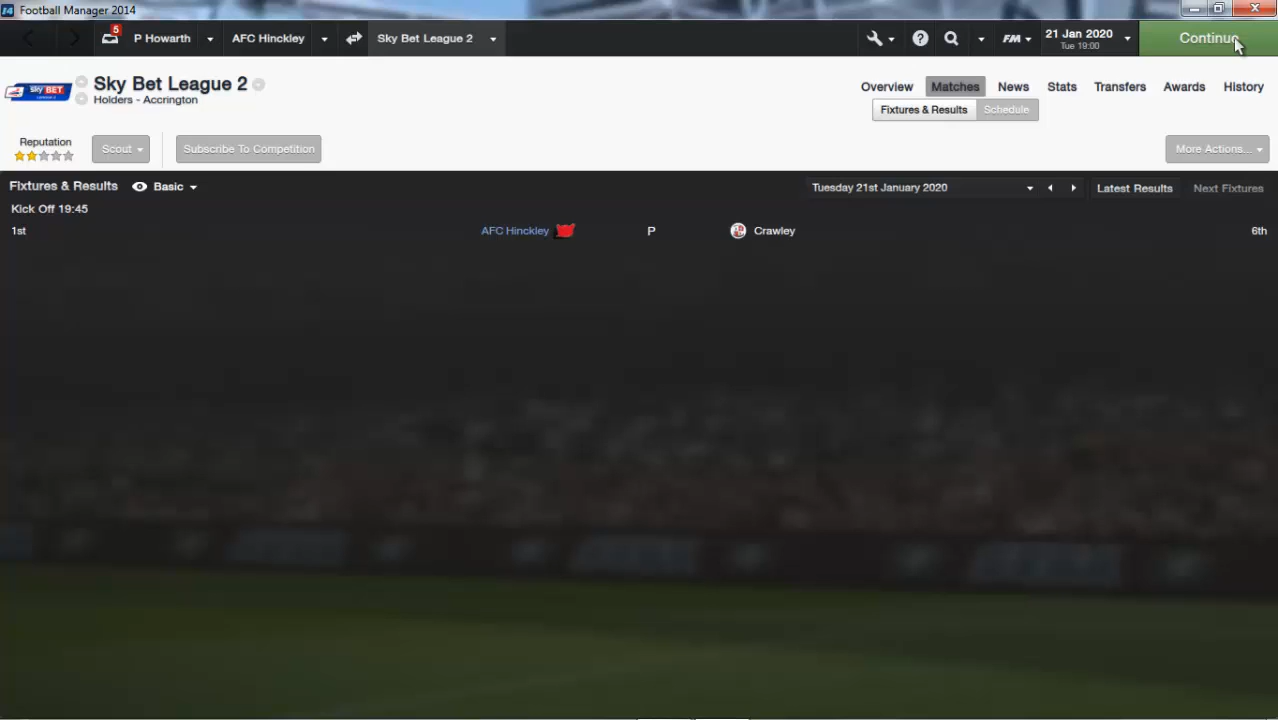 Football Manager 2014
5 P Howarth AFC Hinckley Sky Bet League 2 FM 21 Jan 2020 Continue
Tue 19:00
sky BET Sky Bet League 2 Overview Matches News Stats Transfers Awards History
Holders - Accrington Fixtures & Results Schedule
Reputation Scout Subscribe To Competition More Actions...
Fixtures & Results Basic Tuesday 21st January 2020 Latest Results Next Fixtures
Kick Off 19:45
1st AFC Hinckley P Crawley 6th